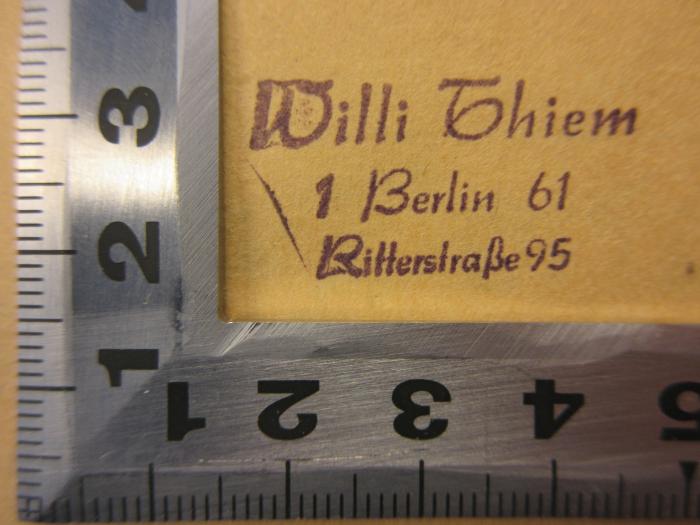 Willi Thiem
1 Berlin 61
Ritterstraße 95
3
2
1
1 2 3 4 5